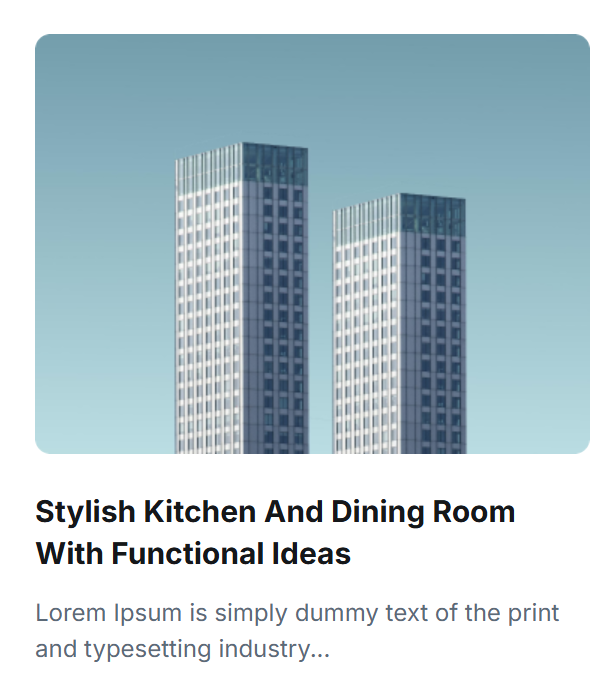 Stylish Kitchen And Dining Room
With Functional Ideas
Lorem Ipsum is simply dummy text of the print
and typesetting industry...